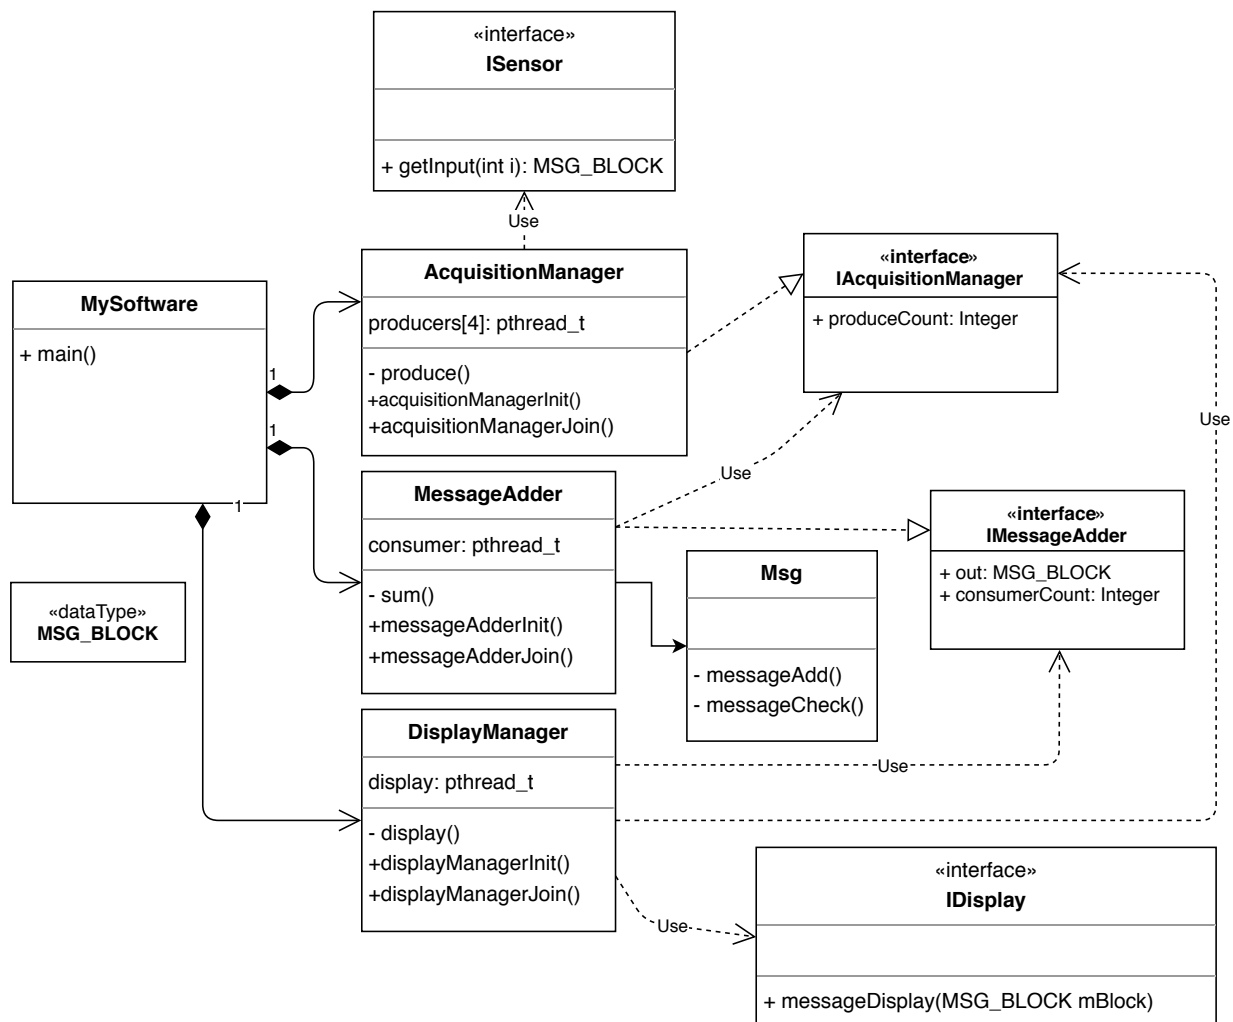 «interface»
ISensor
+ getInput(int i): MSG_BLOCK
Use
AcquisitionManager
producers[4]: pthread_t
- produce()
+acquisitionManagerInit()
+acquisitionManagerJoin()
«interface»
IAcquisitionManager
+ produceCount: Integer
MySoftware
+ main()
1
1
1
Use
Use
MessageAdder
consumer: pthread_t
- sum()
+messageAdderInit()
+messageAdderJoin()
«interface»
IMessageAdder
+ out: MSG_BLOCK
+ consumerCount: Integer
Msg
- messageAdd()
- messageCheck()
«dataType»
MSG_BLOCK
DisplayManager
display: pthread_t
- display()
+displayManagerInit()
+displayManagerJoin()
Use
Use
«interface»
IDisplay
+ messageDisplay(MSG_BLOCK mBlock)